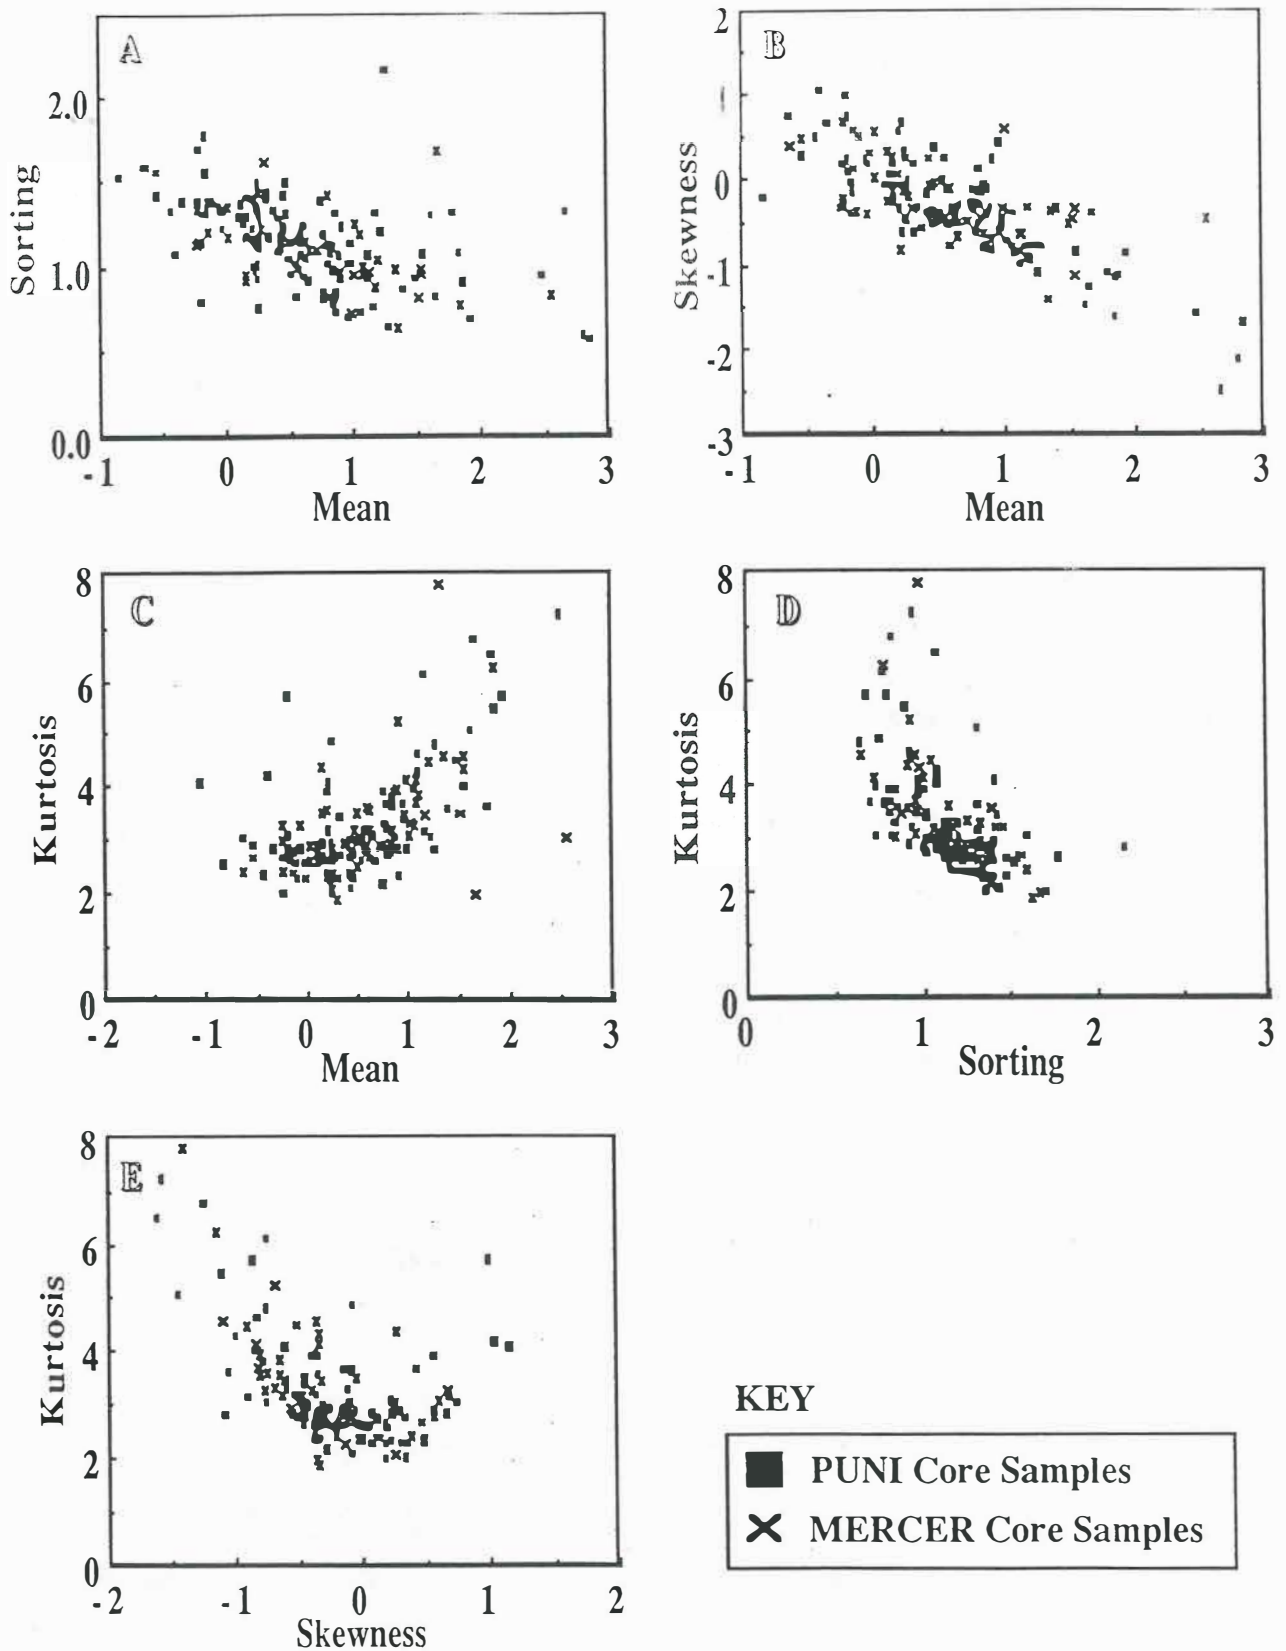 A
2.0
1.0
0.0
Sorting
-1 0 1 2 3
Mean
B
2
1
0
-1
-2
-3
Skewness
-1 0 1 2 3
Mean
C
8
6
4
2
0
Kurtosis
-2 -1 0 1 2 3
Mean
D
8
6
4
2
0
Kurtosis
0 1 2 3
Sorting
E
8
6
4
2
0
Kurtosis
-2 -1 0 1 2
Skewness
KEY
PUNI Core Samples
MERCER Core Samples